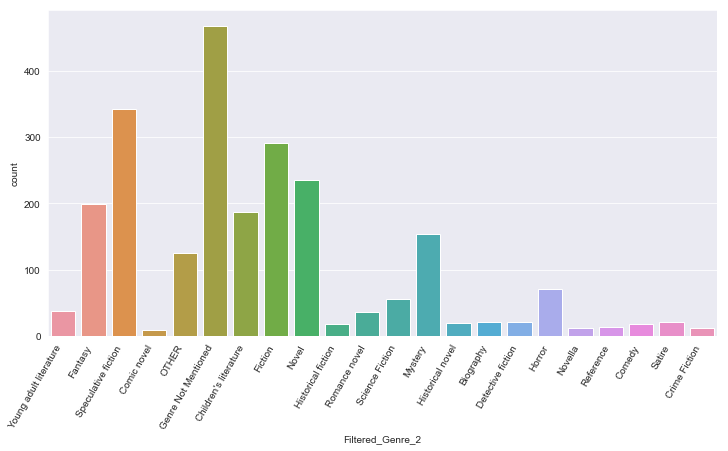 400
300
200
100
0
count
Young adult literature
Fantasy
Speculative fiction
Comic novel
OTHER
Genre Not Mentioned
Children's literature
Fiction
Novel
Historical fiction
Romance novel
Science Fiction
Mystery
Historical novel
Biography
Detective fiction
Horror
Novella
Reference
Comedy
Satire
Crime Fiction
Filtered_Genre_2